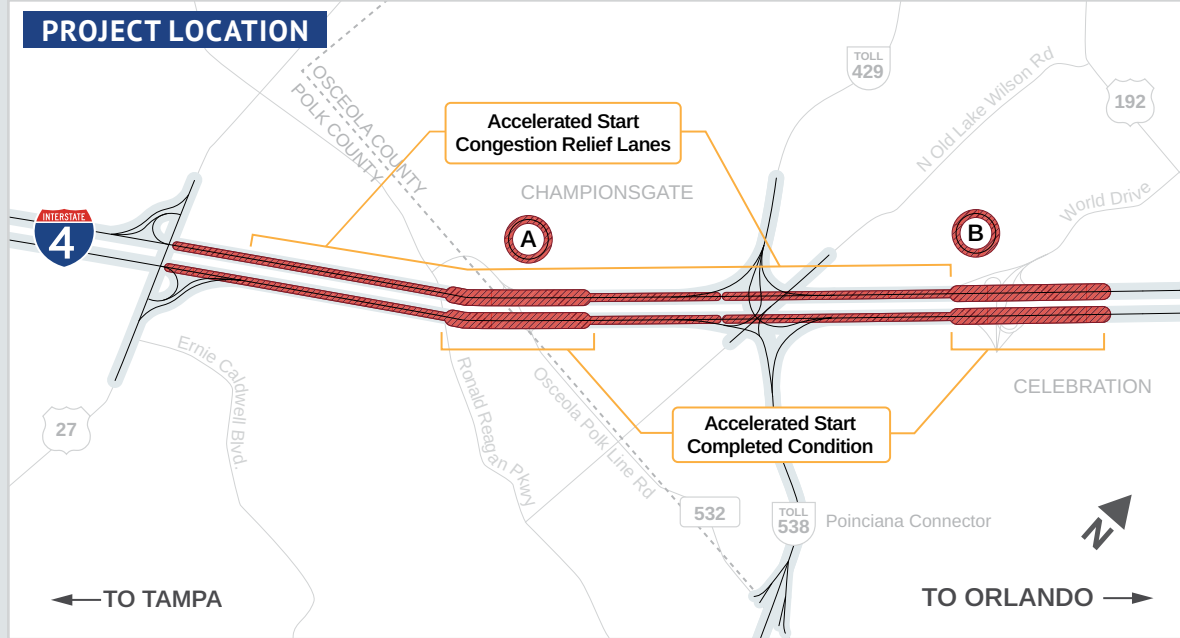 PROJECT LOCATION
TOLL
429
N Old Lake Wilson Rd
192
OSCEOLA COUNTY
POLK COUNTY
Accelerated Start
Congestion Relief Lanes
CHAMPIONSGATE
World Drive
INTERSTATE
4
A
B
Ernie Caldwell Blvd.
Ronald Reagan Pkwy
Osceola Polk Line Rd
CELEBRATION
27
Accelerated Start
Completed Condition
532
TOLL
538
Poinciana Connector
N
TO TAMPA
TO ORLANDO